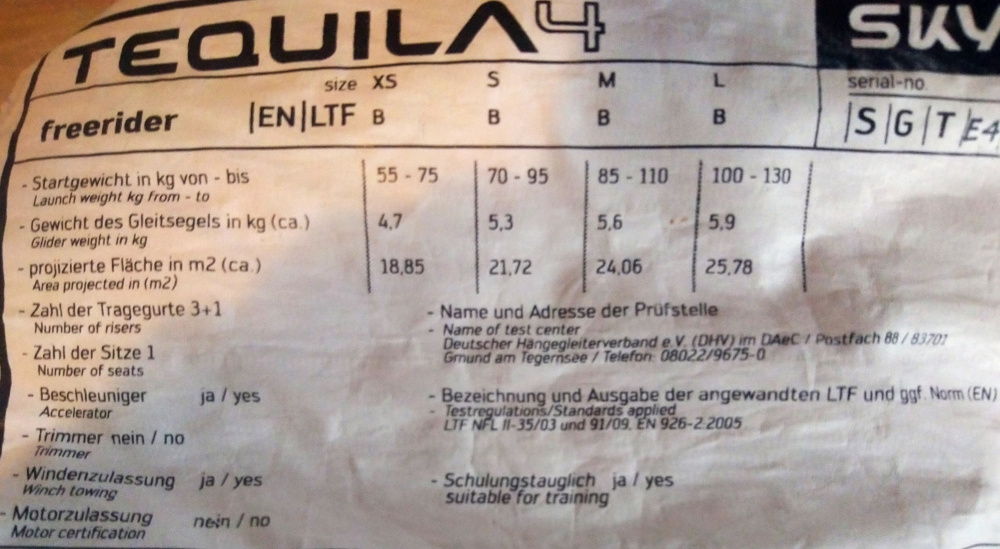 TEQUILA4 SKY
size XS S M L serial-no.
freerider |EN|LTF B B B B |S|G|T|E4
- Startgewicht in kg von - bis 55 - 75 70 - 95 85 - 110 100 - 130
Launch weight kg from - to
- Gewicht des Gleitsegels in kg (ca.) 4,7 5,3 5,6 5,9
Glider weight in kg
- projizierte Fläche in m2 (ca.) 18,85 21,72 24,06 25,78
Area projected in (m2)
- Zahl der Tragegurte 3+1
Number of risers
- Zahl der Sitze 1
Number of seats
- Beschleuniger ja / yes
Accelerator
- Trimmer nein / no
Trimmer
- Windenzulassung ja / yes
Winch towing
- Motorzulassung nein / no
Motor certification
- Name und Adresse der Prüfstelle
- Name of test center
Deutscher Hängegleiterverband e.V. (DHV) im DAeC / Postfach 88 / 83701
Gmund am Tegernsee / Telefon: 08022/9675-0
- Bezeichnung und Ausgabe der angewandten LTF und ggf. Norm (EN)
- Testregulations/Standards applied
LTF NFL II-35/03 und 91/09, EN 926-2:2005
- Schulungstauglich ja / yes
suitable for training